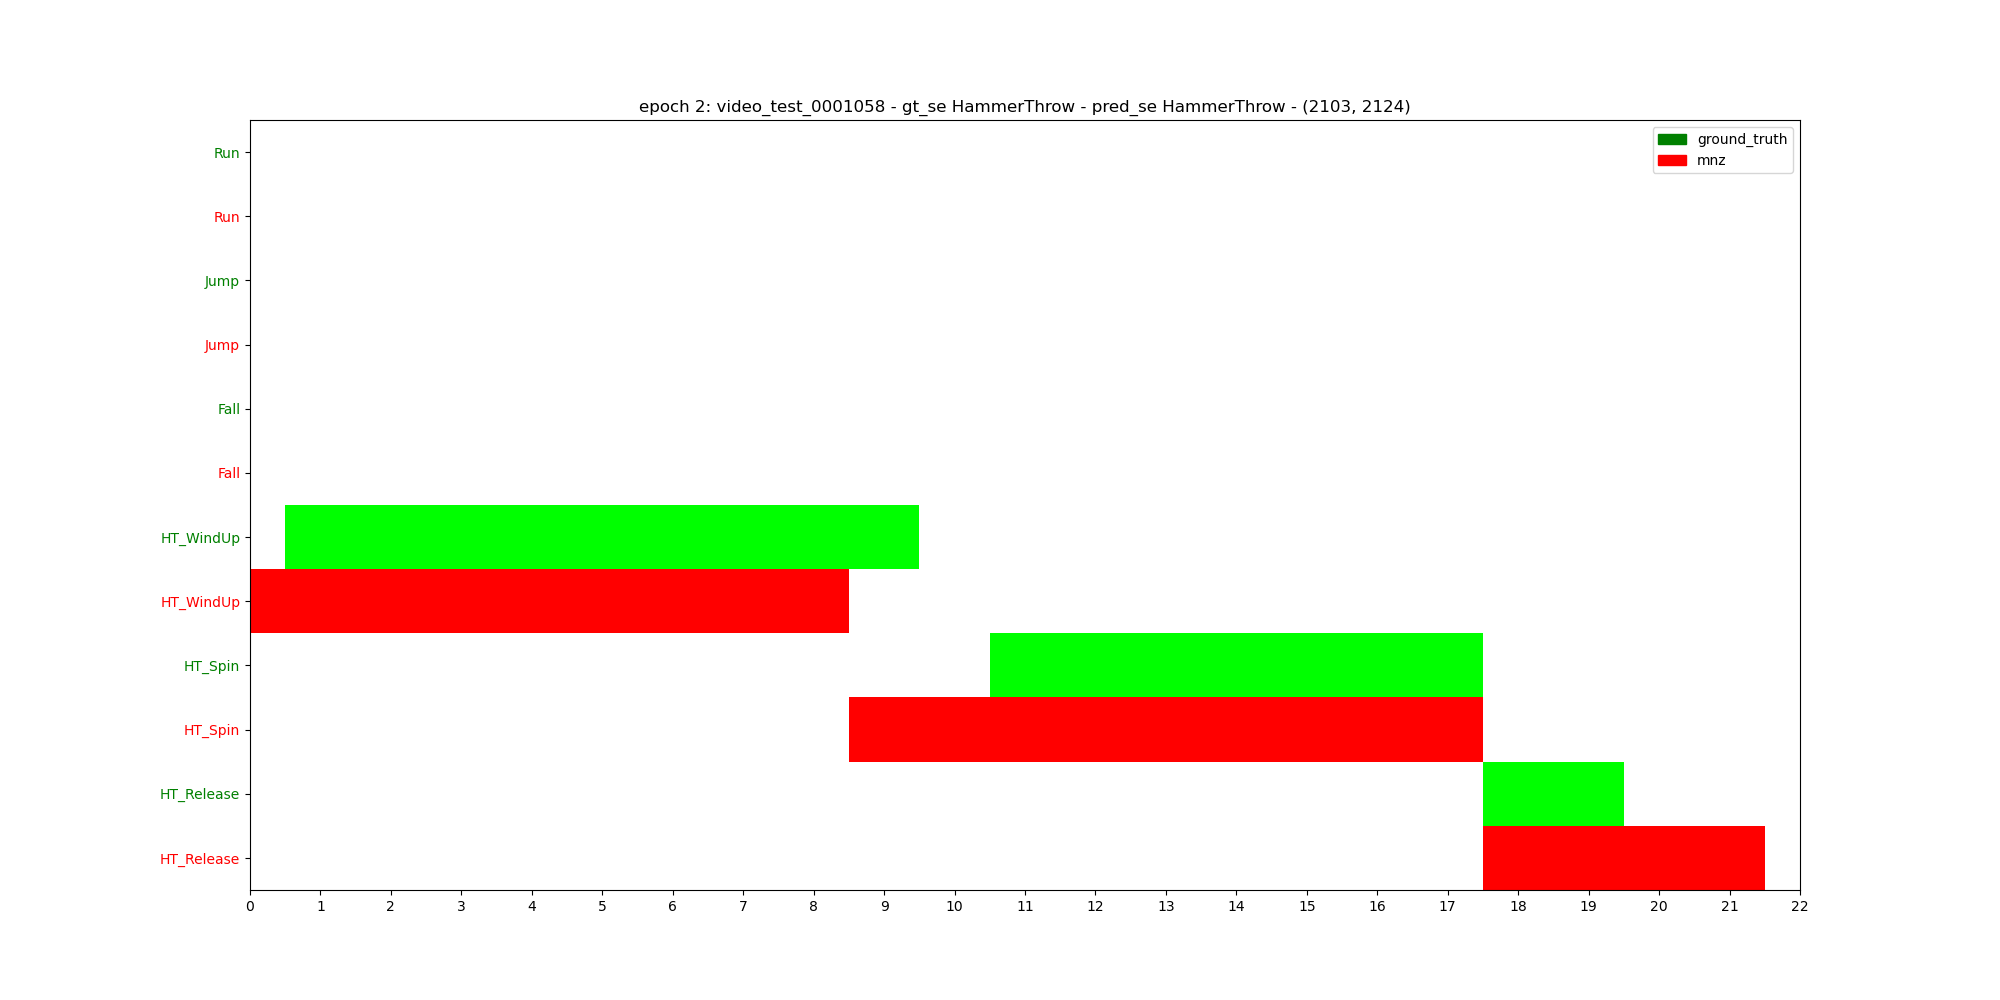 epoch 2: video_test_0001058 - gt_se HammerThrow - pred_se HammerThrow - (2103, 2124)
ground_truth
mnz
Run
Run
Jump
Jump
Fall
Fall
HT_WindUp
HT_WindUp
HT_Spin
HT_Spin
HT_Release
HT_Release
0 1 2 3 4 5 6 7 8 9 10 11 12 13 14 15 16 17 18 19 20 21 22